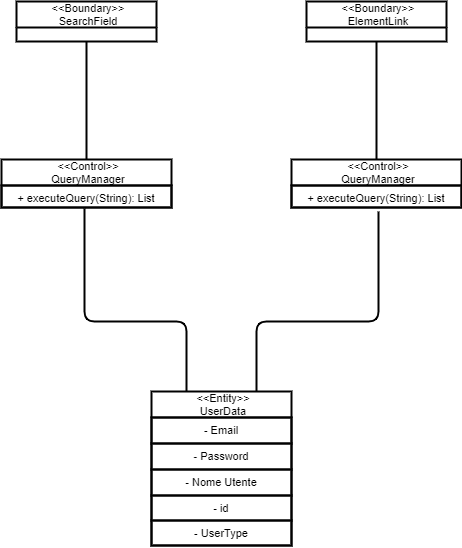 <<Boundary>>
SearchField
<<Boundary>>
ElementLink
<<Control>>
QueryManager
+ executeQuery(String): List
<<Control>>
QueryManager
+ executeQuery(String): List
<<Entity>>
UserData
- Email
- Password
- Nome Utente
- id
- UserType